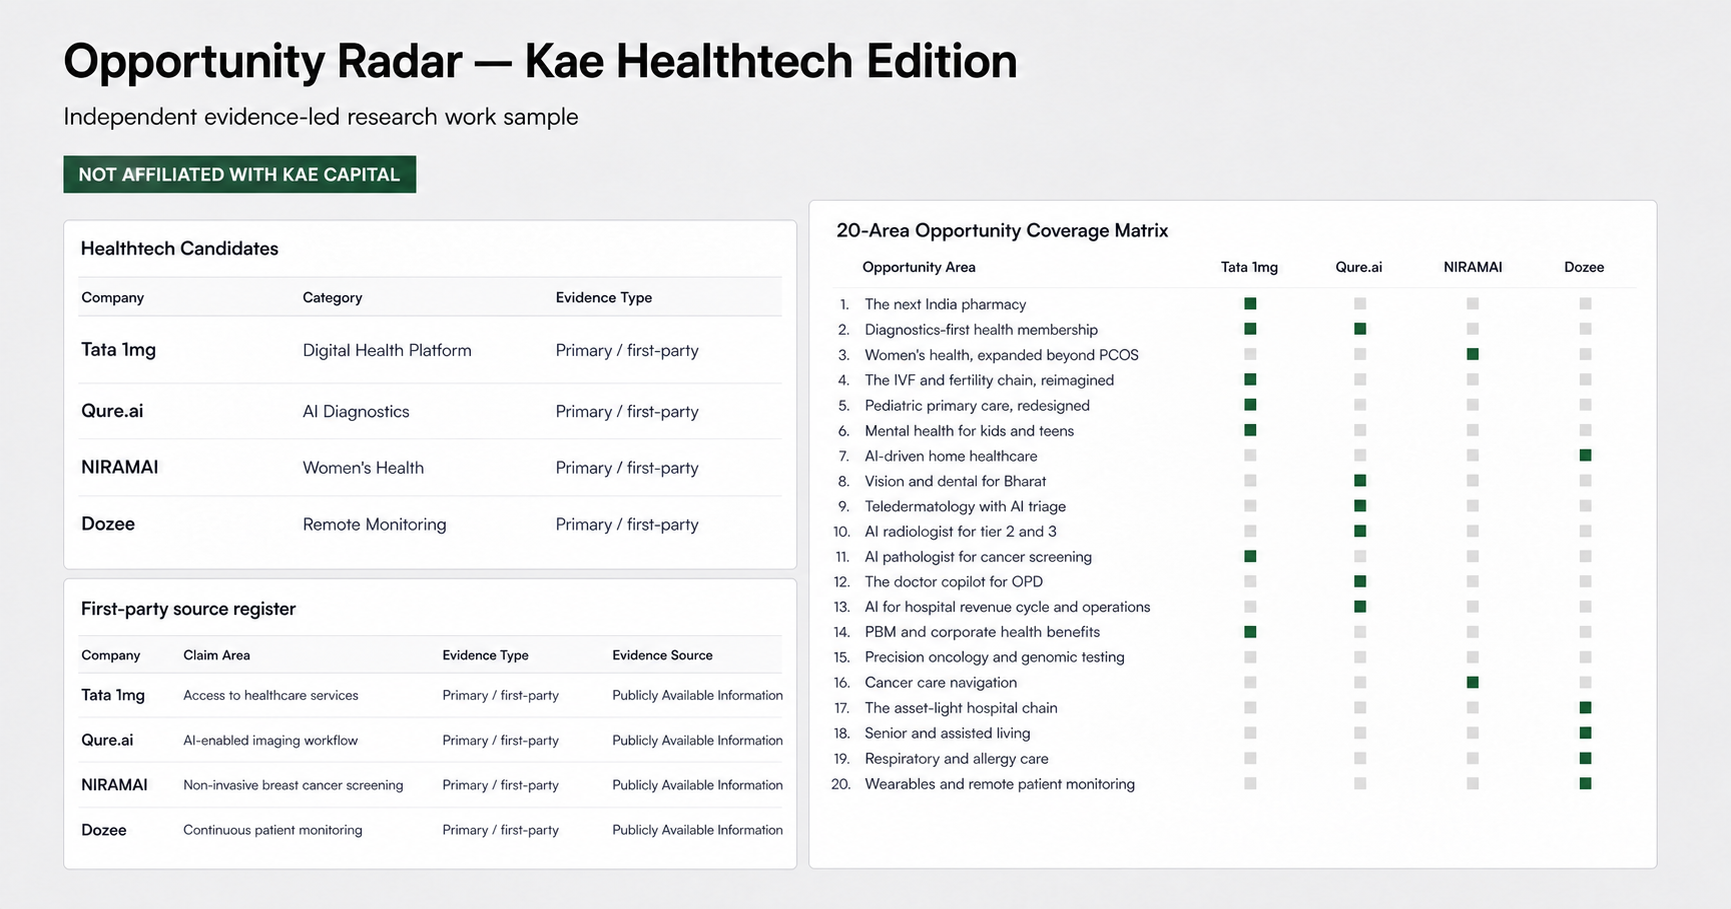 Opportunity Radar — Kae Healthtech Edition
Independent evidence-led research work sample
NOT AFFILIATED WITH KAE CAPITAL
Healthtech Candidates
Company Category Evidence Type
Tata 1mg Digital Health Platform Primary / first-party
Qure.ai AI Diagnostics Primary / first-party
NIRAMAI Women's Health Primary / first-party
Dozee Remote Monitoring Primary / first-party
First-party source register
Company Claim Area Evidence Type Evidence Source
Tata 1mg Access to healthcare services Primary / first-party Publicly Available Information
Qure.ai AI-enabled imaging workflow Primary / first-party Publicly Available Information
NIRAMAI Non-invasive breast cancer screening Primary / first-party Publicly Available Information
Dozee Continuous patient monitoring Primary / first-party Publicly Available Information
20-Area Opportunity Coverage Matrix
Opportunity Area Tata 1mg Qure.ai NIRAMAI Dozee
1. The next India pharmacy
2. Diagnostics-first health membership
3. Women's health, expanded beyond PCOS
4. The IVF and fertility chain, reimagined
5. Pediatric primary care, redesigned
6. Mental health for kids and teens
7. AI-driven home healthcare
8. Vision and dental for Bharat
9. Teledermatology with AI triage
10. AI radiologist for tier 2 and 3
11. AI pathologist for cancer screening
12. The doctor copilot for OPD
13. AI for hospital revenue cycle and operations
14. PBM and corporate health benefits
15. Precision oncology and genomic testing
16. Cancer care navigation
17. The asset-light hospital chain
18. Senior and assisted living
19. Respiratory and allergy care
20. Wearables and remote patient monitoring